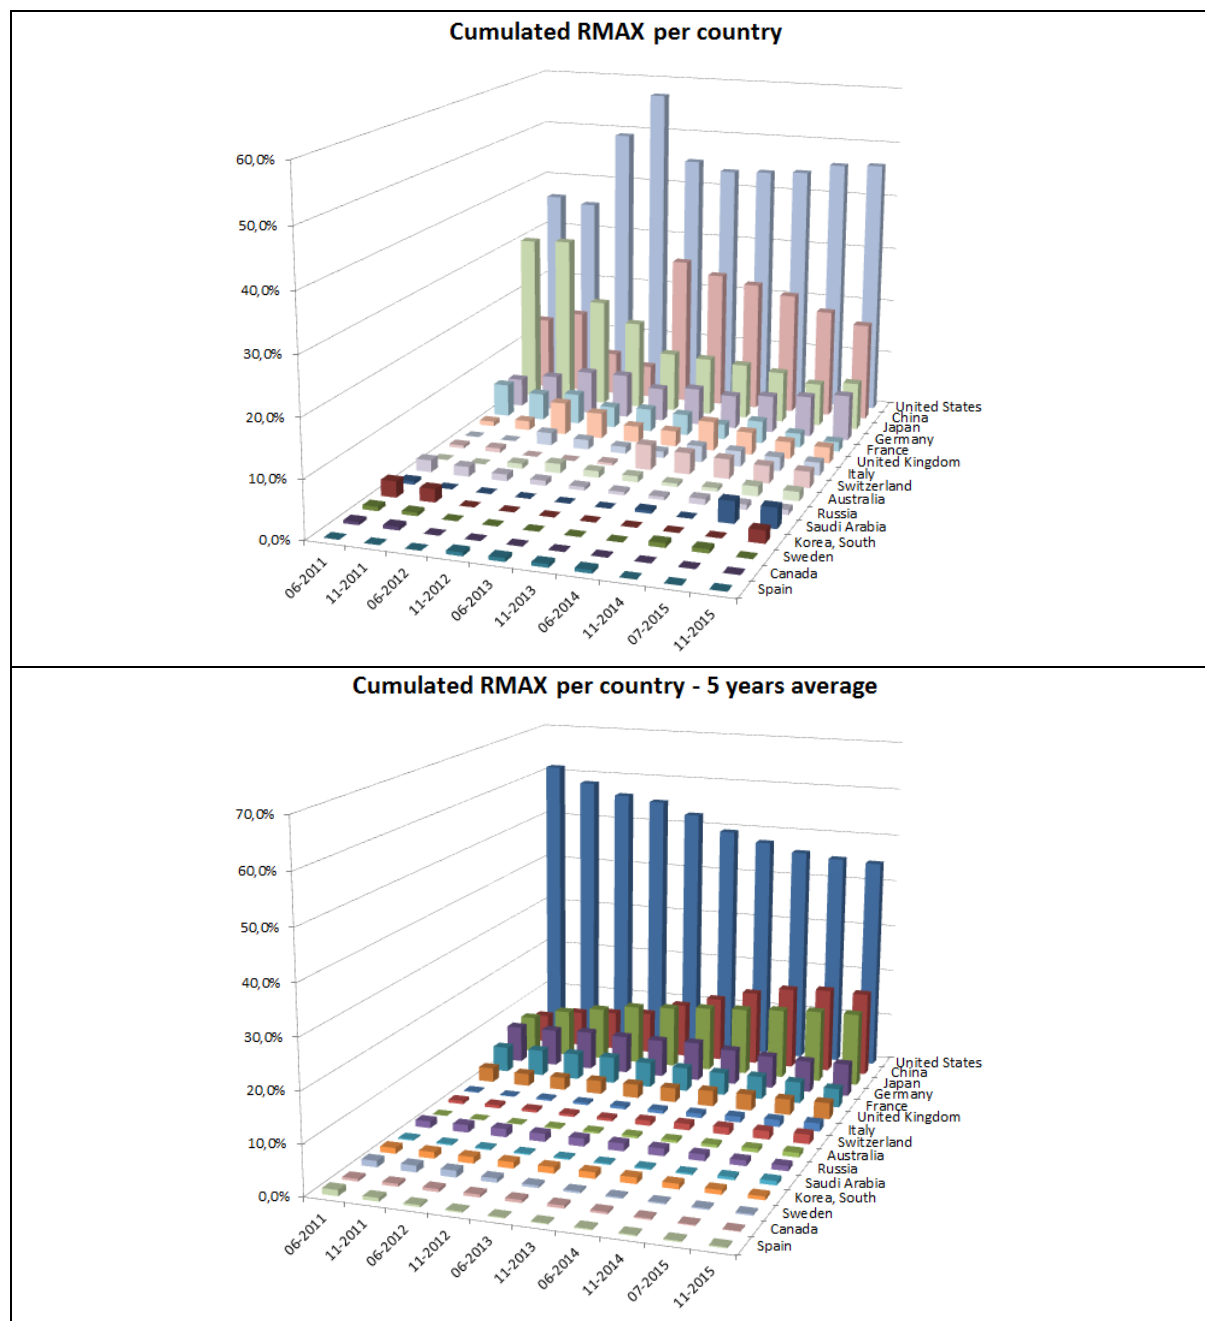 Cumulated RMAX per country
60,0%
50,0%
40,0%
30,0%
20,0%
10,0%
0,0%
United States
China
Japan
Germany
France
United Kingdom
Italy
Switzerland
Australia
Russia
Saudi Arabia
Korea, South
Sweden
Canada
Spain
06-2011
11-2011
06-2012
11-2012
06-2013
11-2013
06-2014
11-2014
07-2015
11-2015
Cumulated RMAX per country - 5 years average
70,0%
60,0%
50,0%
40,0%
30,0%
20,0%
10,0%
0,0%
United States
China
Japan
Germany
France
United Kingdom
Italy
Switzerland
Australia
Russia
Saudi Arabia
Korea, South
Sweden
Canada
Spain
06-2011
11-2011
06-2012
11-2012
06-2013
11-2013
06-2014
11-2014
07-2015
11-2015